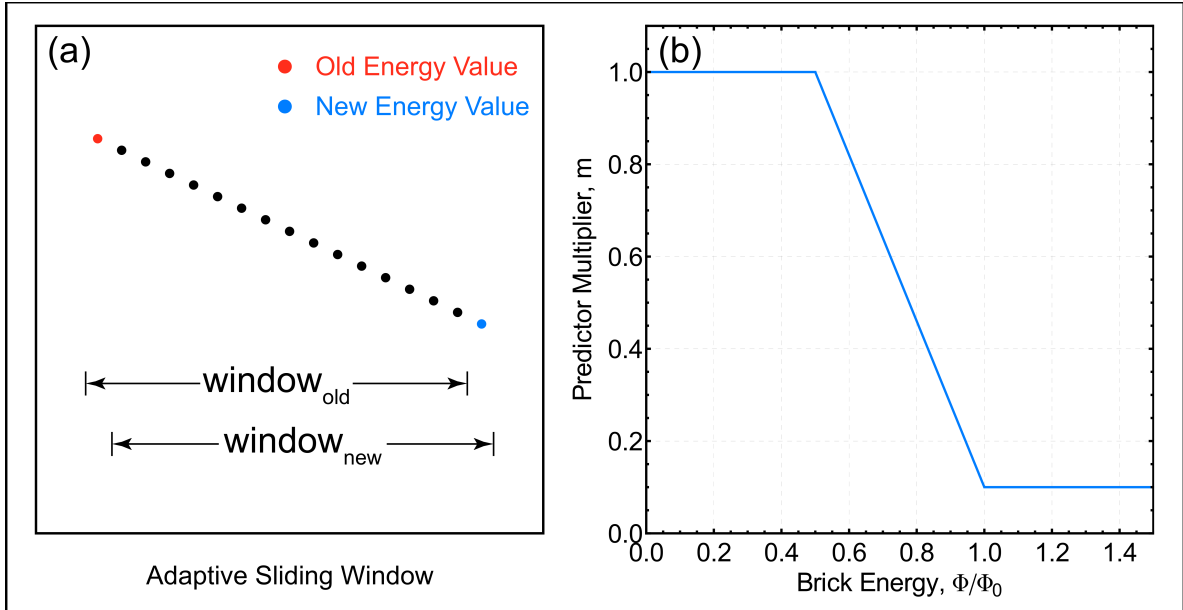 (a)
Old Energy Value
New Energy Value
window_old
window_new
Adaptive Sliding Window
(b)
Predictor Multiplier, m
1.0
0.8
0.6
0.4
0.2
0.0
0.0 0.2 0.4 0.6 0.8 1.0 1.2 1.4
Brick Energy, Φ/Φ₀